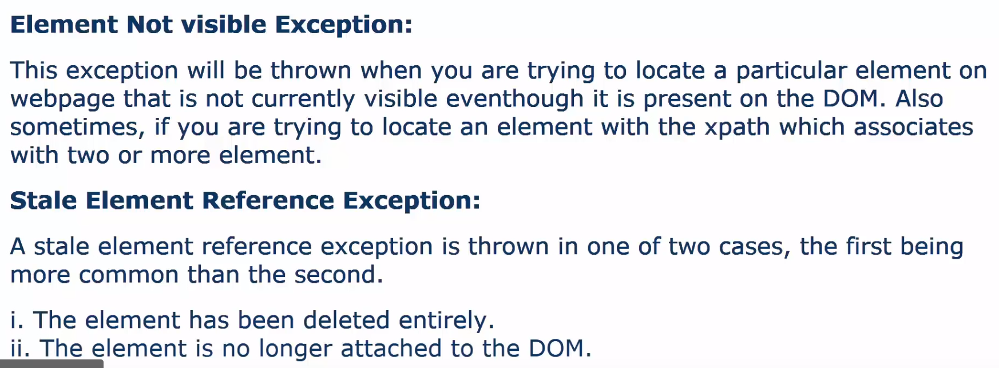 Element Not visible Exception:
This exception will be thrown when you are trying to locate a particular element on
webpage that is not currently visible eventhough it is present on the DOM. Also
sometimes, if you are trying to locate an element with the xpath which associates
with two or more element.
Stale Element Reference Exception:
A stale element reference exception is thrown in one of two cases, the first being
more common than the second.
i. The element has been deleted entirely.
ii. The element is no longer attached to the DOM.